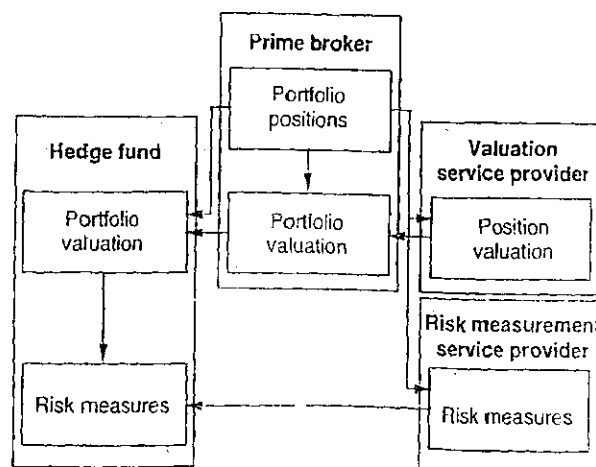 Prime broker
Portfolio
positions
Hedge fund
Portfolio
valuation
Portfolio
valuation
Valuation
service provider
Position
valuation
Risk measurement
service provider
Risk measures
Risk measures